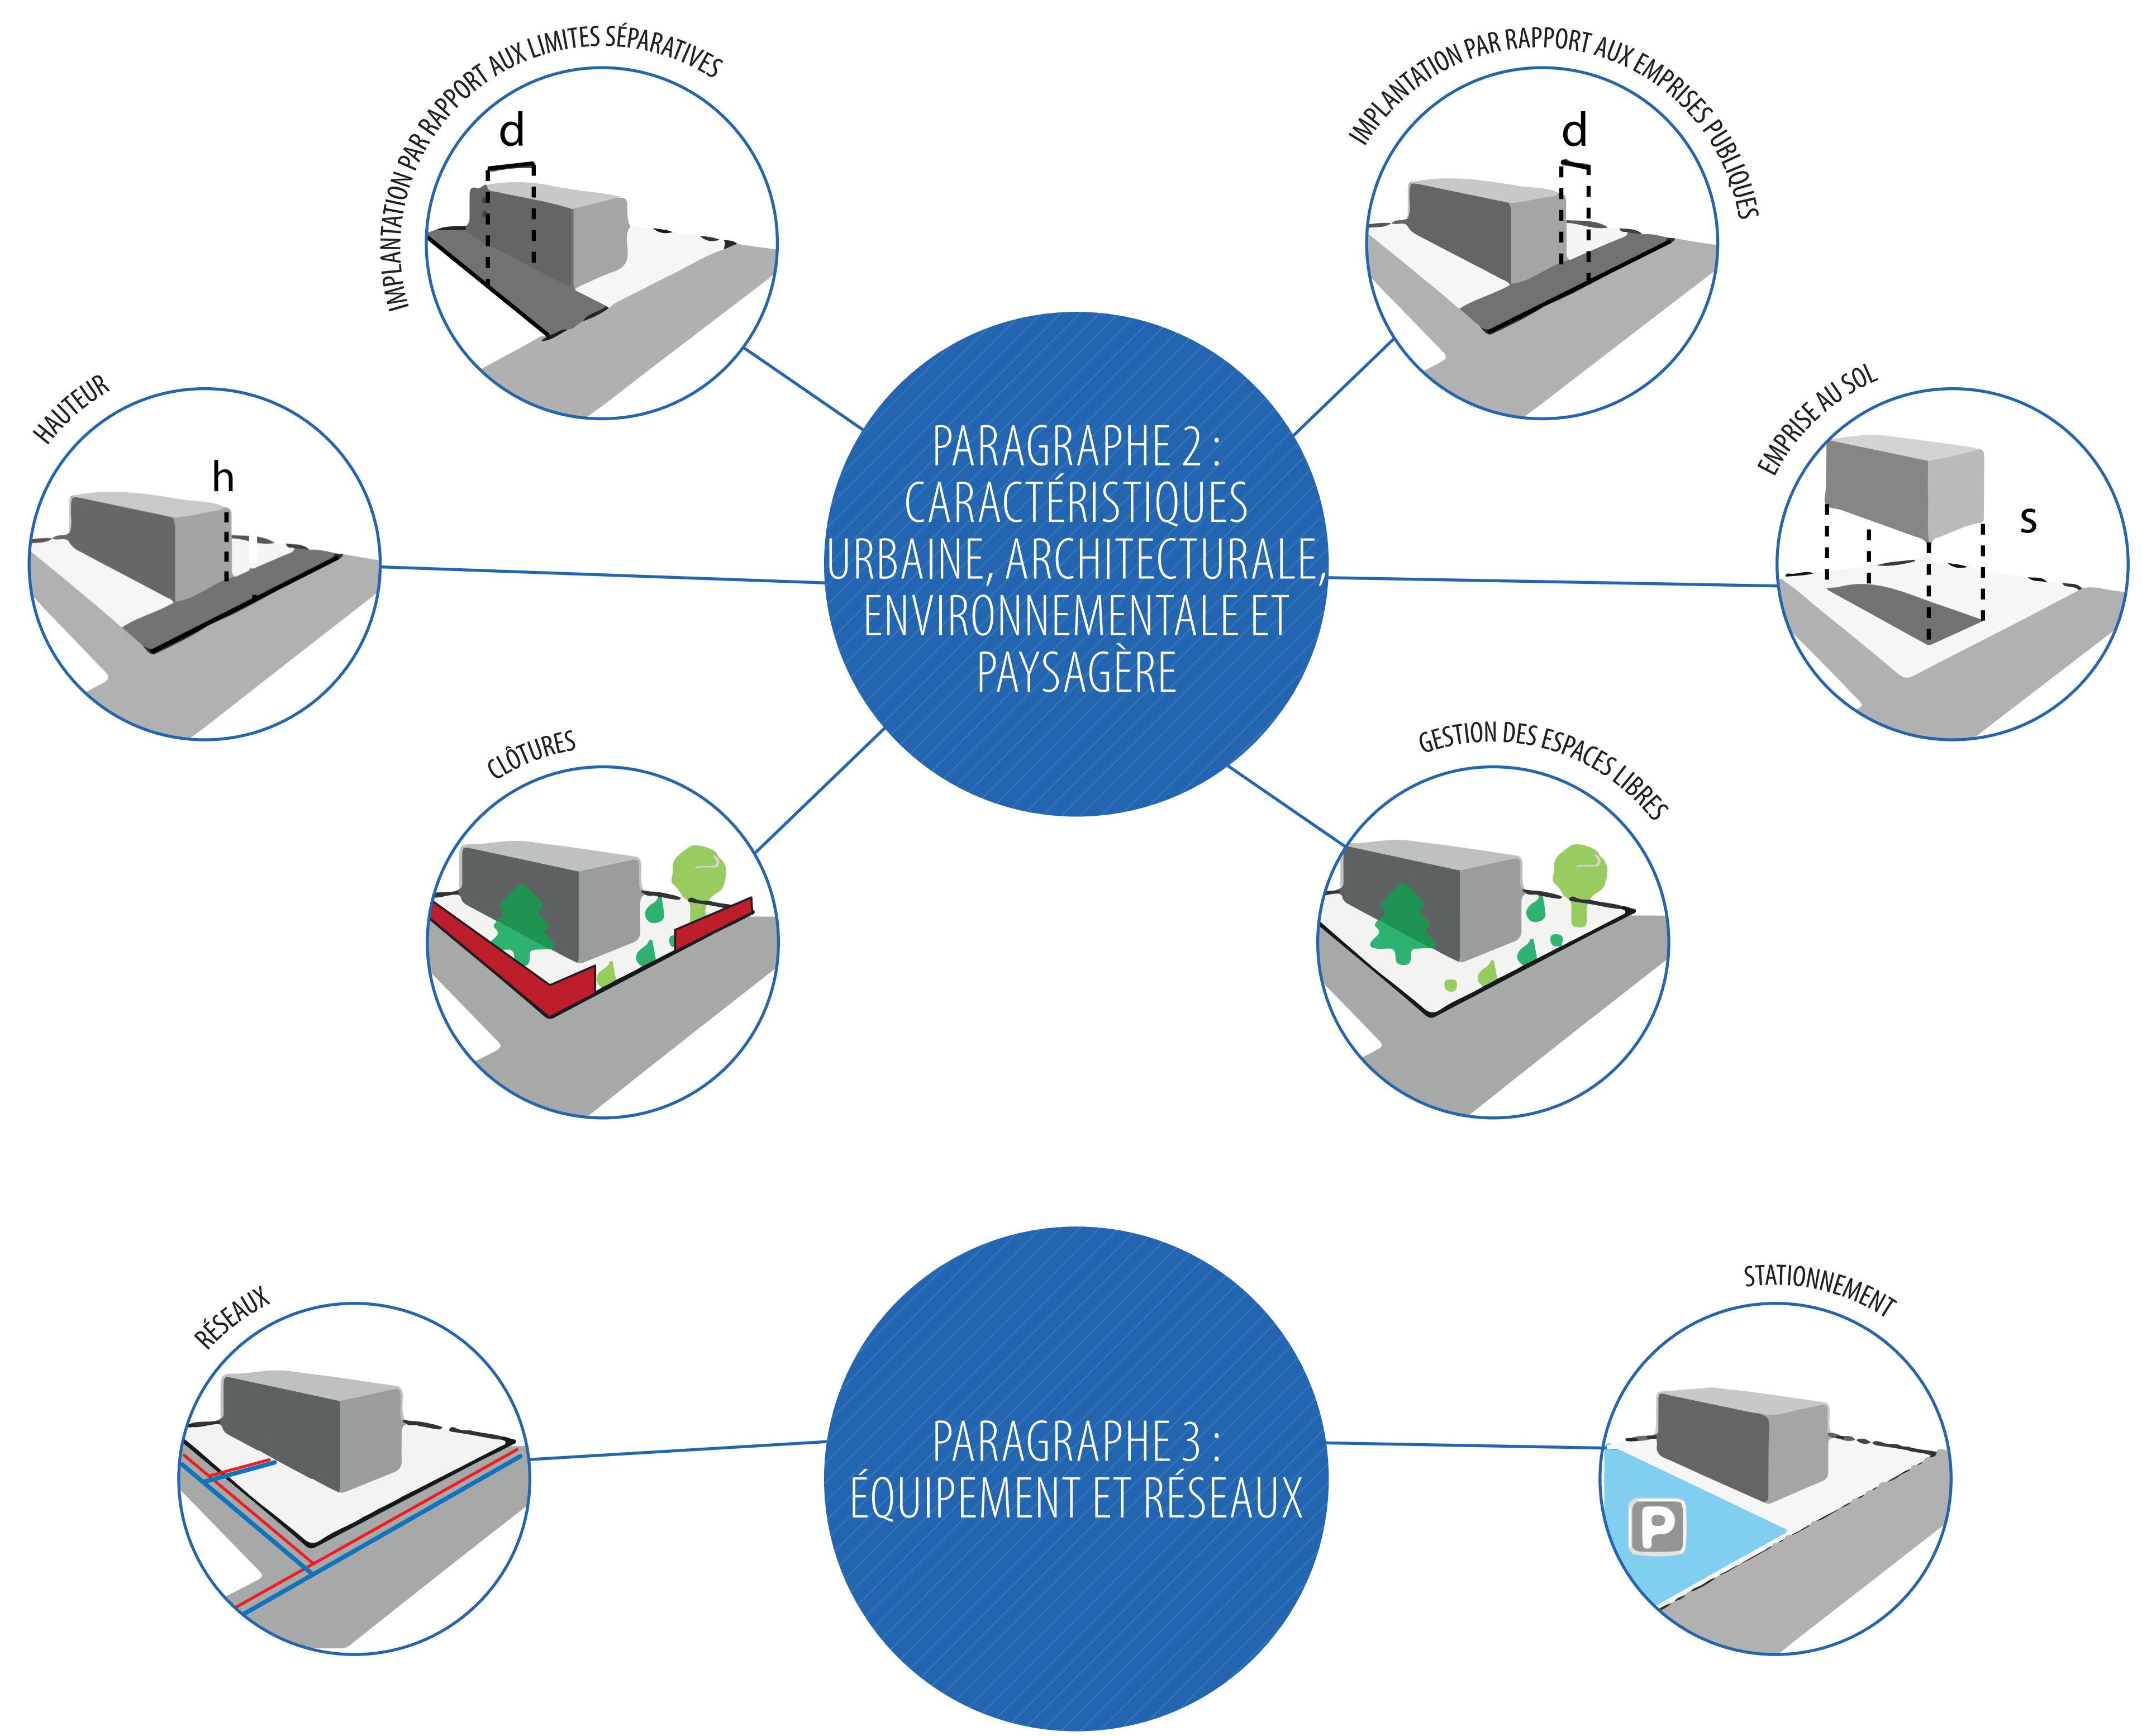 IMPLANTATION PAR RAPPORT AUX LIMITES SÉPARATIVES
d
IMPLANTATION PAR RAPPORT AUX EMPRISES PUBLIQUES
d
HAUTEUR
h
EMPRISE AU SOL
s
PARAGRAPHE 2 :
CARACTÉRISTIQUES
URBAINE, ARCHITECTURALE,
ENVIRONNEMENTALE ET
PAYSAGÈRE
CLÔTURES
GESTION DES ESPACES LIBRES
RÉSEAUX
PARAGRAPHE 3 :
ÉQUIPEMENT ET RÉSEAUX
STATIONNEMENT
P